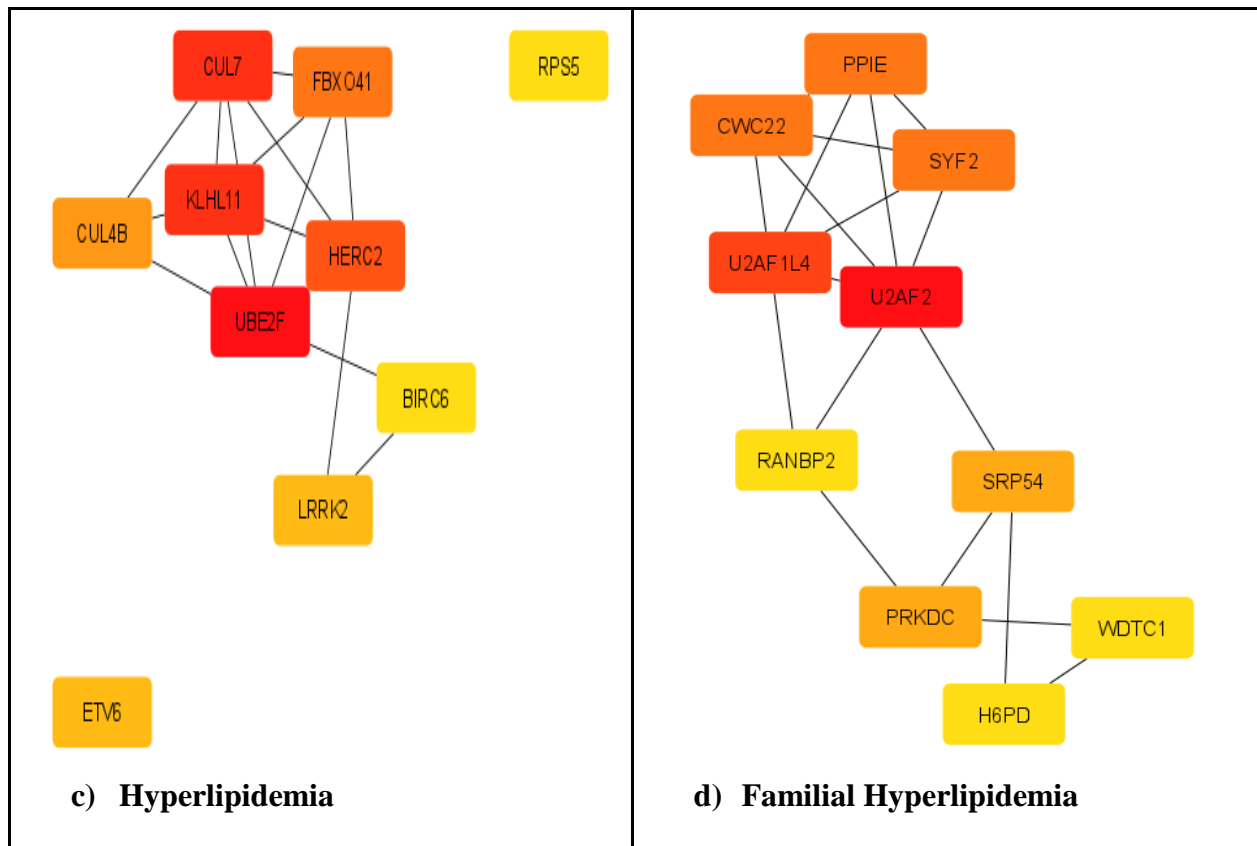 CUL7
FBXO41
RPS5
KLHL11
CUL4B
HERC2
UBE2F
BIRC6
LRRK2
ETV6
c) Hyperlipidemia
PPIE
CWC22
SYF2
U2AF1L4
U2AF2
RANBP2
SRP54
PRKDC
WDTC1
H6PD
d) Familial Hyperlipidemia